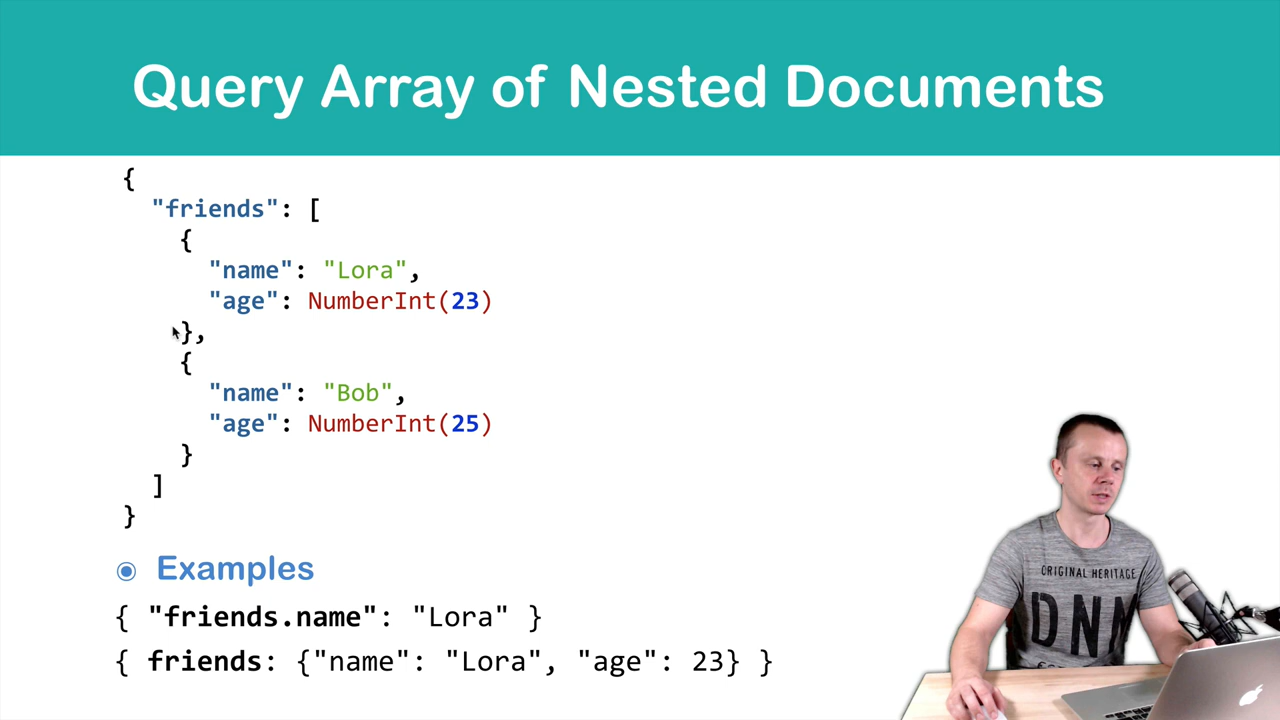 Query Array of Nested Documents
{
"friends": [
{
"name": "Lora",
"age": NumberInt(23)
},
{
"name": "Bob",
"age": NumberInt(25)
}
]
}
Examples
{ "friends.name": "Lora" }
{ friends: {"name": "Lora", "age": 23} }
ORIGINAL HERITAGE
DNM